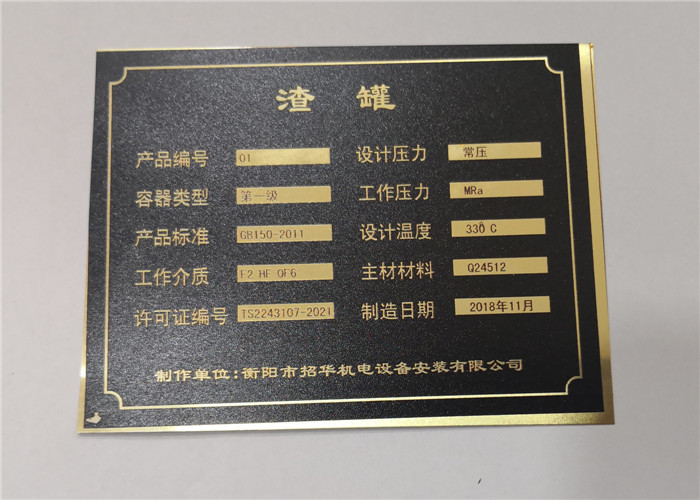 渣 罐
产品编号 01 设计压力 常压
容器类型 第一级 工作压力 MRa
产品标准 GB150-2011 设计温度 330℃
工作介质 F2 HF OF6 主材材料 Q24512
许可证编号 TS2243107-2021 制造日期 2018年11月
制作单位:衡阳市招华机电设备安装有限公司